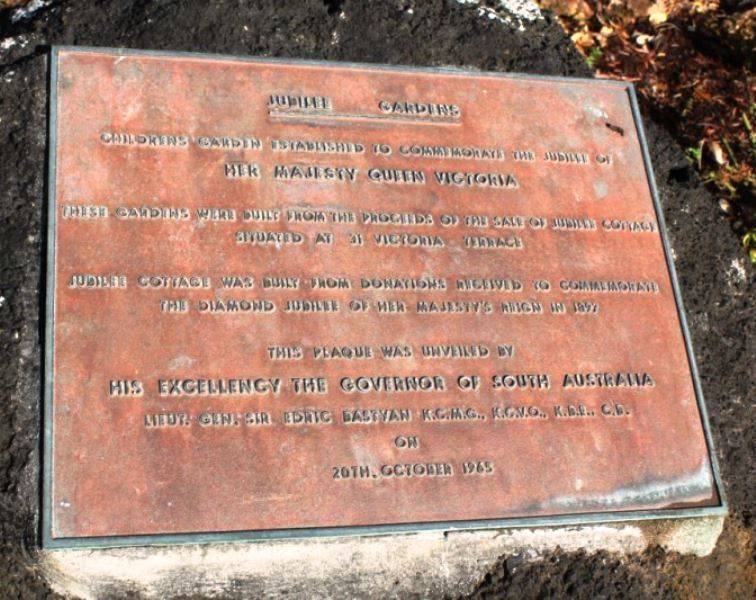 JUBILEE GARDENS
CHILDRENS GARDEN ESTABLISHED TO COMMEMORATE THE JUBILEE OF
HER MAJESTY QUEEN VICTORIA
THESE GARDENS WERE BUILT FROM THE PROCEEDS OF THE SALE OF JUBILEE COTTAGE
SITUATED AT 31 VICTORIA TERRACE
JUBILEE COTTAGE WAS BUILT FROM DONATIONS RECEIVED TO COMMEMORATE
THE DIAMOND JUBILEE OF HER MAJESTY'S REIGN IN 1897
THIS PLAQUE WAS UNVEILED BY
HIS EXCELLENCY THE GOVERNOR OF SOUTH AUSTRALIA
LIEUT. GEN. SIR EDRIC BASTYAN K.C.M.G., K.C.V.O., K.B.E., C.B.
ON
20TH. OCTOBER 1965